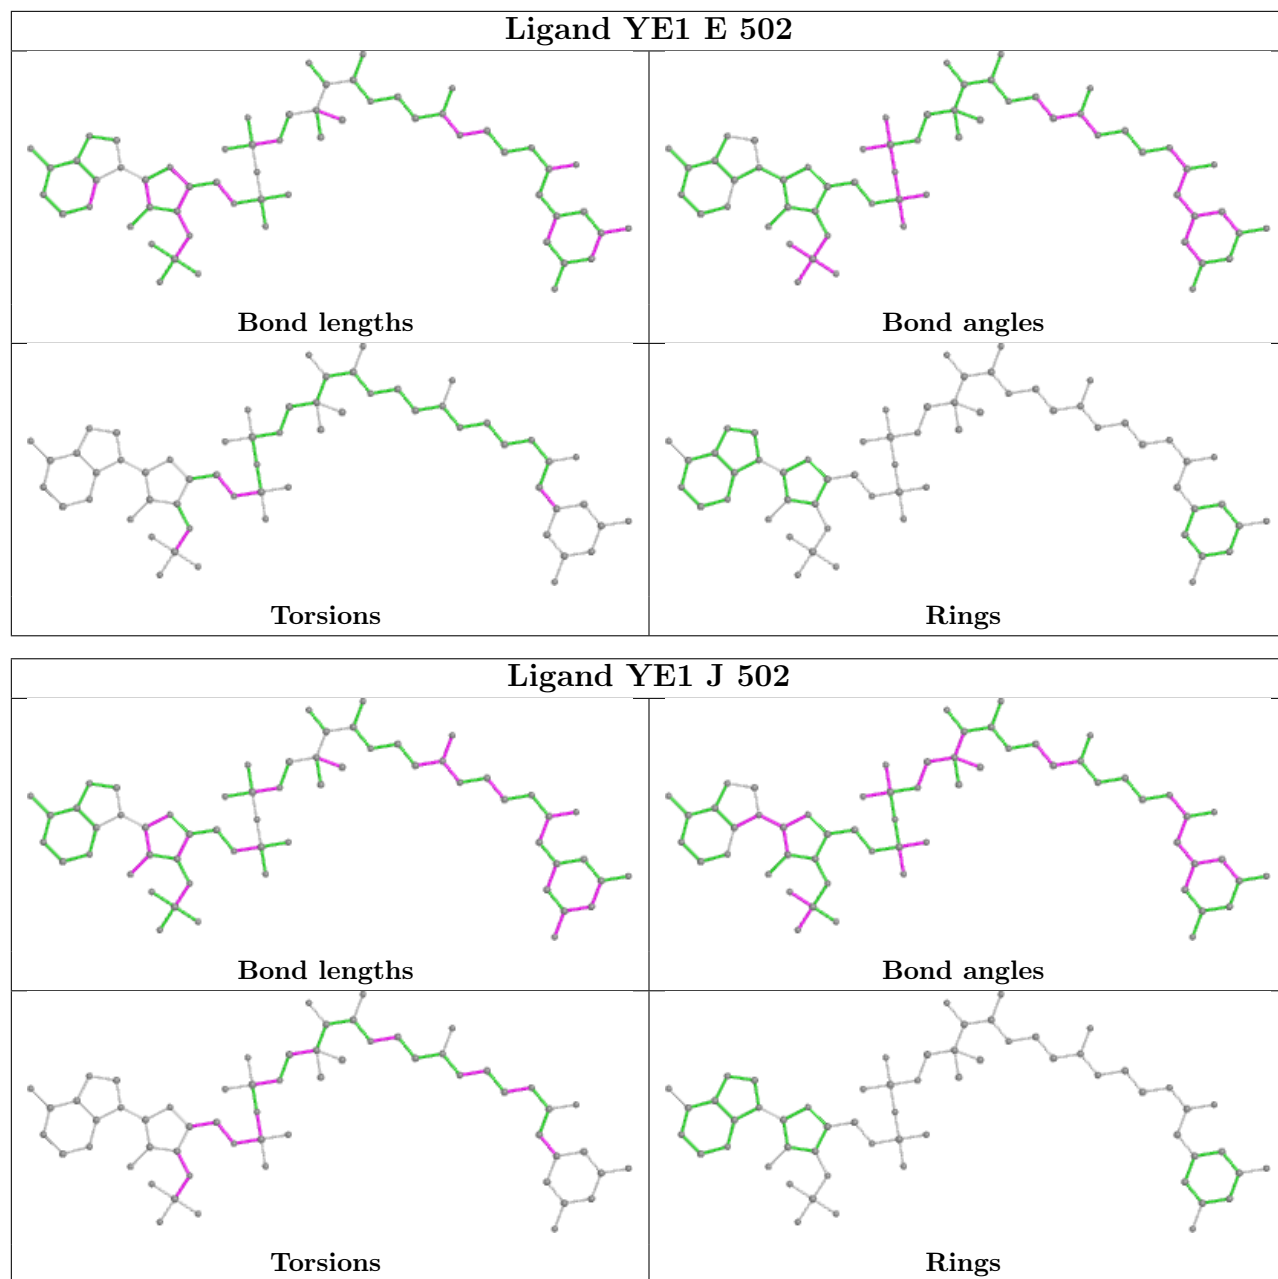 Ligand YE1 E 502
Bond lengths
Bond angles
Torsions
Rings
Ligand YE1 J 502
Bond lengths
Bond angles
Torsions
Rings